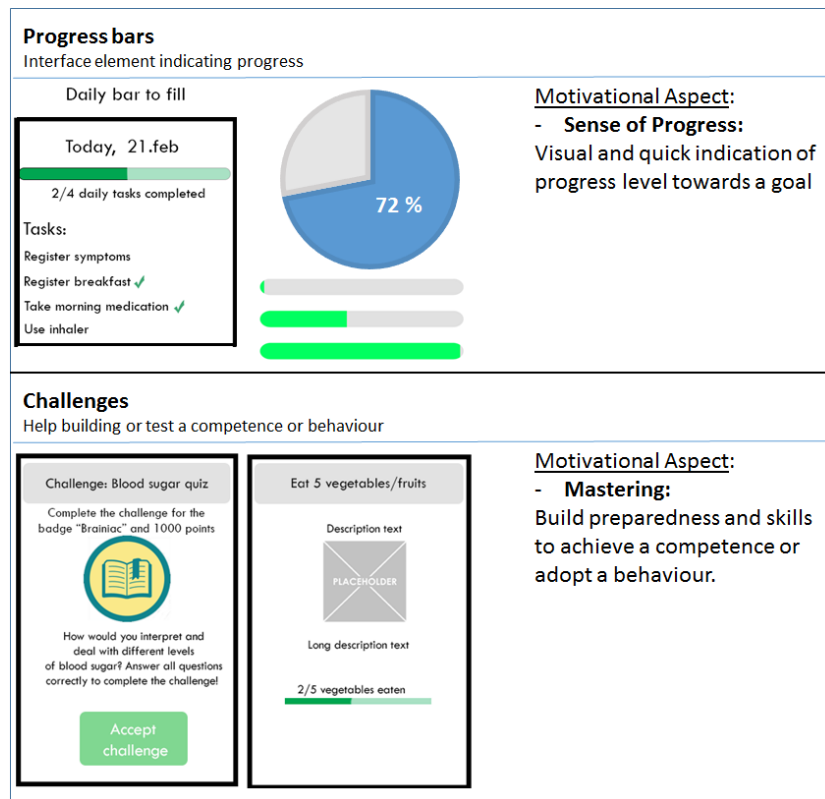 Progress bars
Interface element indicating progress
Daily bar to fill
Today, 21.feb
2/4 daily tasks completed
Tasks:
Register symptoms
Register breakfast ✓
Take morning medication ✓
Use inhaler
72 %
Motivational Aspect:
- Sense of Progress:
Visual and quick indication of
progress level towards a goal
Challenges
Help building or test a competence or behaviour
Challenge: Blood sugar quiz
Complete the challenge for the
badge "Brainiac" and 1000 points
How would you interpret and
deal with different levels
of blood sugar? Answer all questions
correctly to complete the challenge!
Accept
challenge
Eat 5 vegetables/fruits
Description text
PLACEHOLDER
Long description text
2/5 vegetables eaten
Motivational Aspect:
- Mastering:
Build preparedness and skills
to achieve a competence or
adopt a behaviour.